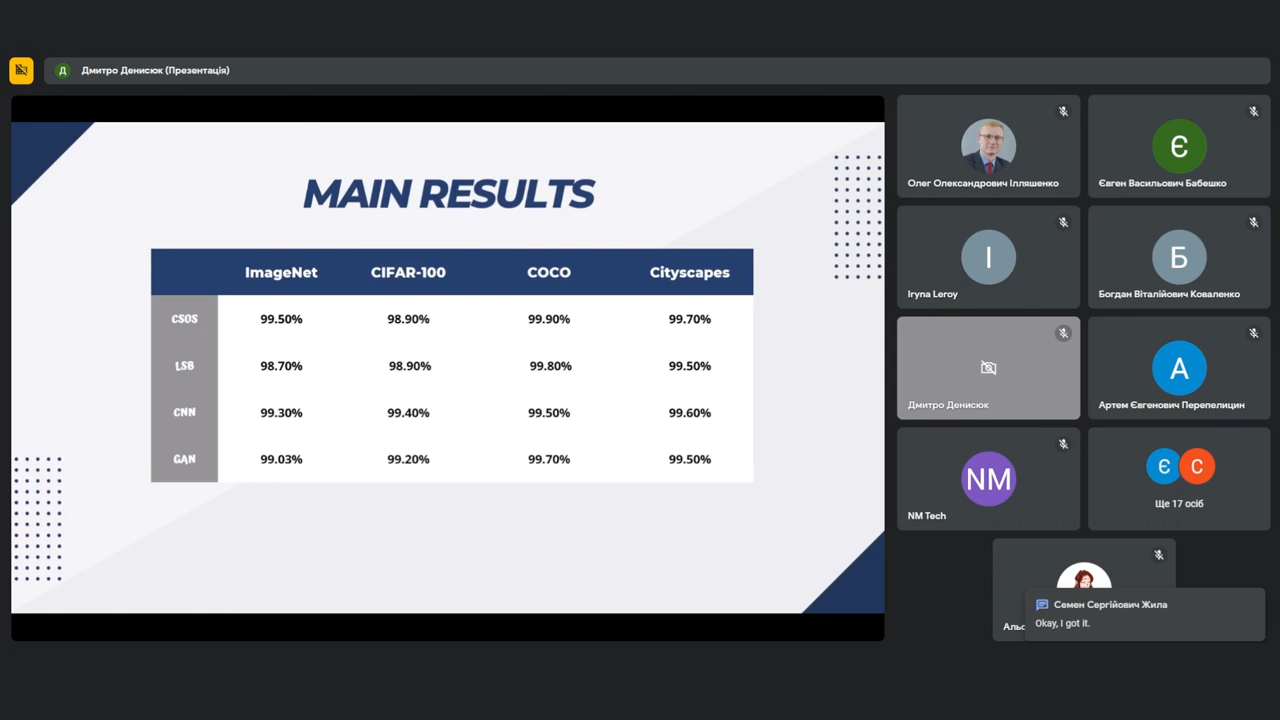 Д Дмитро Денисюк (Презентація)
MAIN RESULTS
ImageNet CIFAR-100 COCO Cityscapes
CSOS 99.50% 98.90% 99.90% 99.70%
LSB 98.70% 98.90% 99.80% 99.50%
CNN 99.30% 99.40% 99.50% 99.60%
GAN 99.03% 99.20% 99.70% 99.50%
Олег Олександрович Ілляшенко
Є
Євген Васильович Бабешко
I
Iryna Leroy
Б
Богдан Віталійович Коваленко
Дмитро Денисюк
А
Артем Євгенович Перепелицин
NM
NM Tech
Є С
Ще 17 осіб
Альо
Семен Сергійович Жила
Okay, I got it.